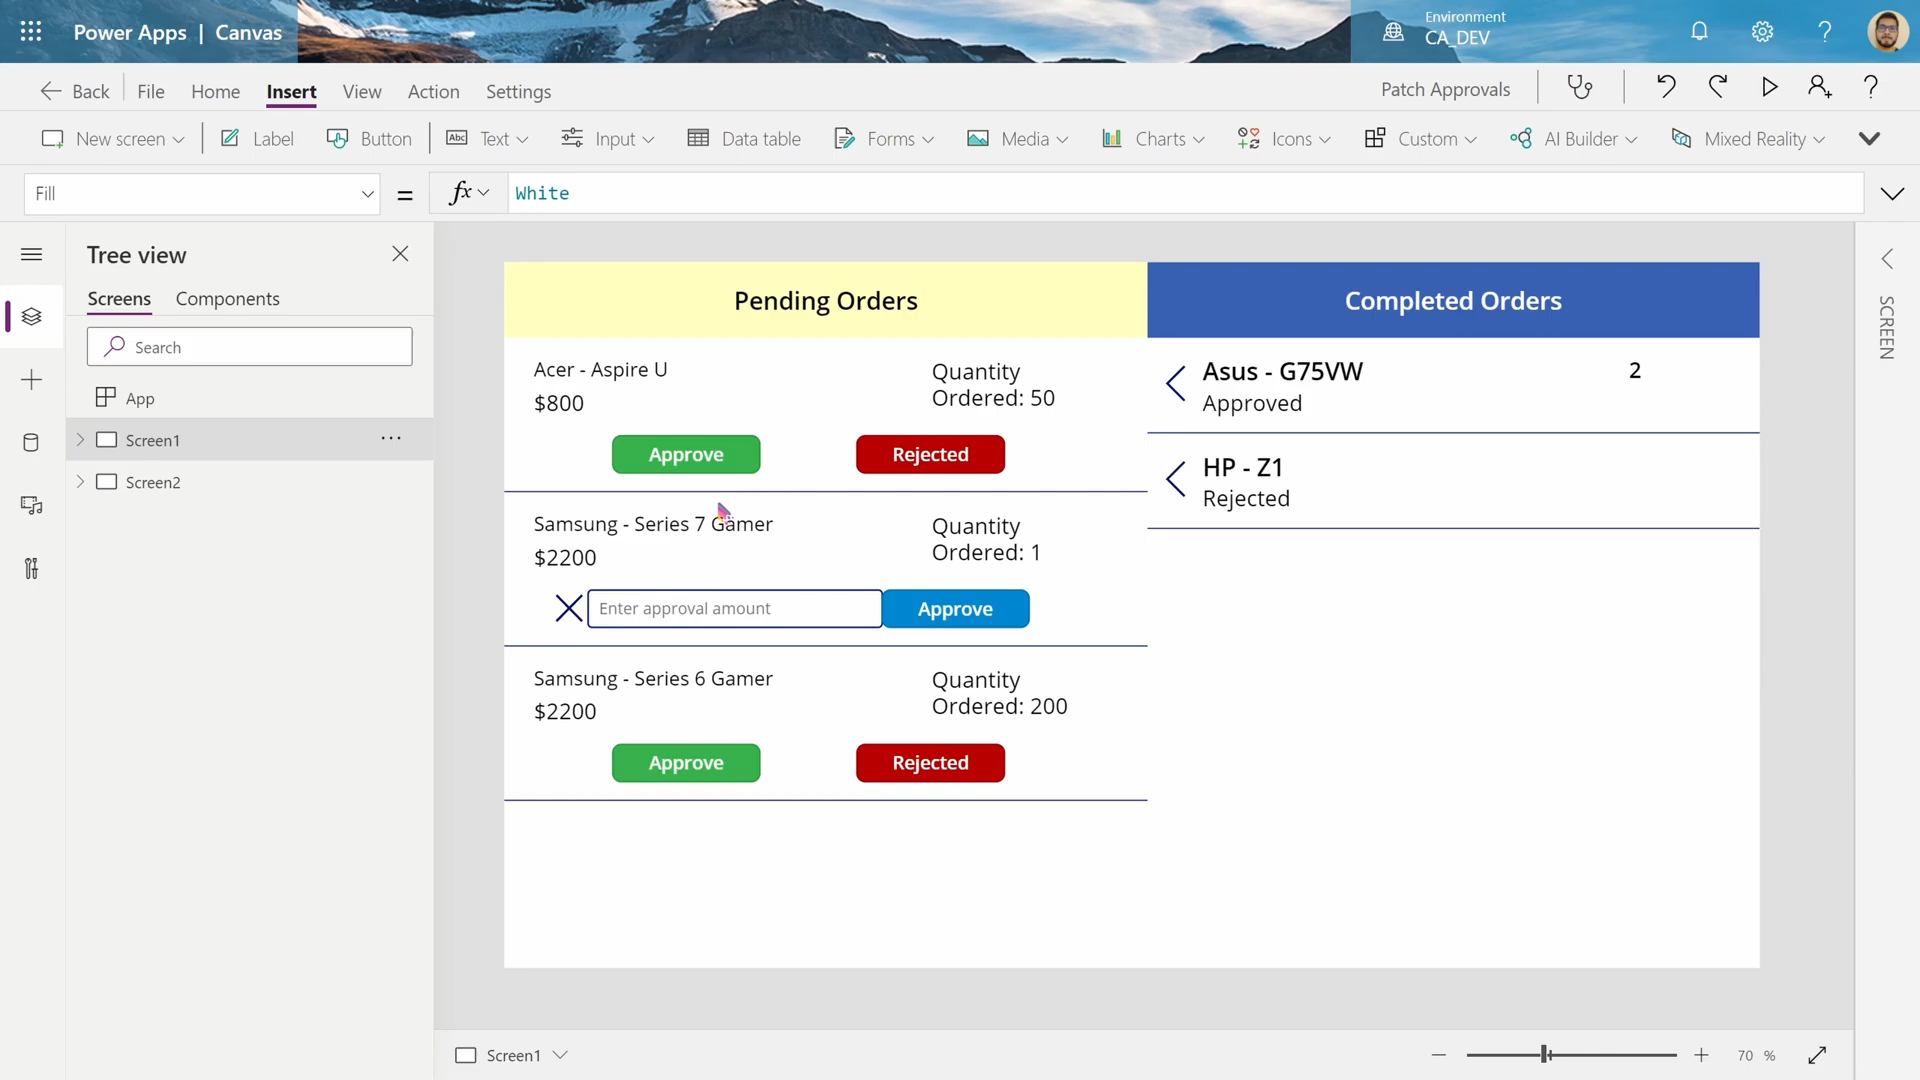 Power Apps | Canvas
Environment
CA_DEV
?
Back File Home Insert View Action Settings
Patch Approvals
?
New screen Label Button Abc Text Input Data table Forms Media Charts Icons Custom AI Builder Mixed Reality
Fill = fx White
Tree view
Screens Components
Search
App
Screen1 ...
Screen2
Pending Orders
Acer - Aspire U
$800
Quantity
Ordered: 50
Approve Rejected
Samsung - Series 7 Gamer
$2200
Quantity
Ordered: 1
Enter approval amount Approve
Samsung - Series 6 Gamer
$2200
Quantity
Ordered: 200
Approve Rejected
Completed Orders
Asus - G75VW 2
Approved
HP - Z1
Rejected
SCREEN
Screen1
70 %